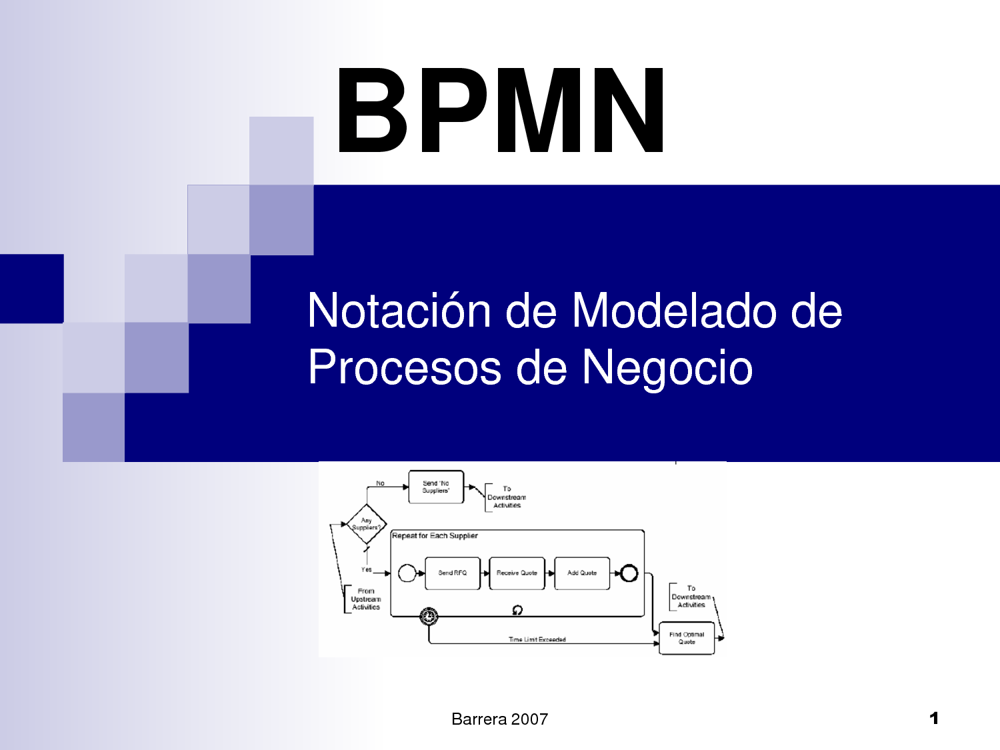 BPMN
Notación de Modelado de
Procesos de Negocio
No
Send 'No
Suppliers'
To
Downstream
Activities
Any
Suppliers?
Repeat for Each Supplier
Yes
Send RFQ
Receive Quote
Add Quote
From
Upstream
Activities
To
Downstream
Activities
Time Limit Exceeded
Find Optimal
Quote
Barrera 2007
1